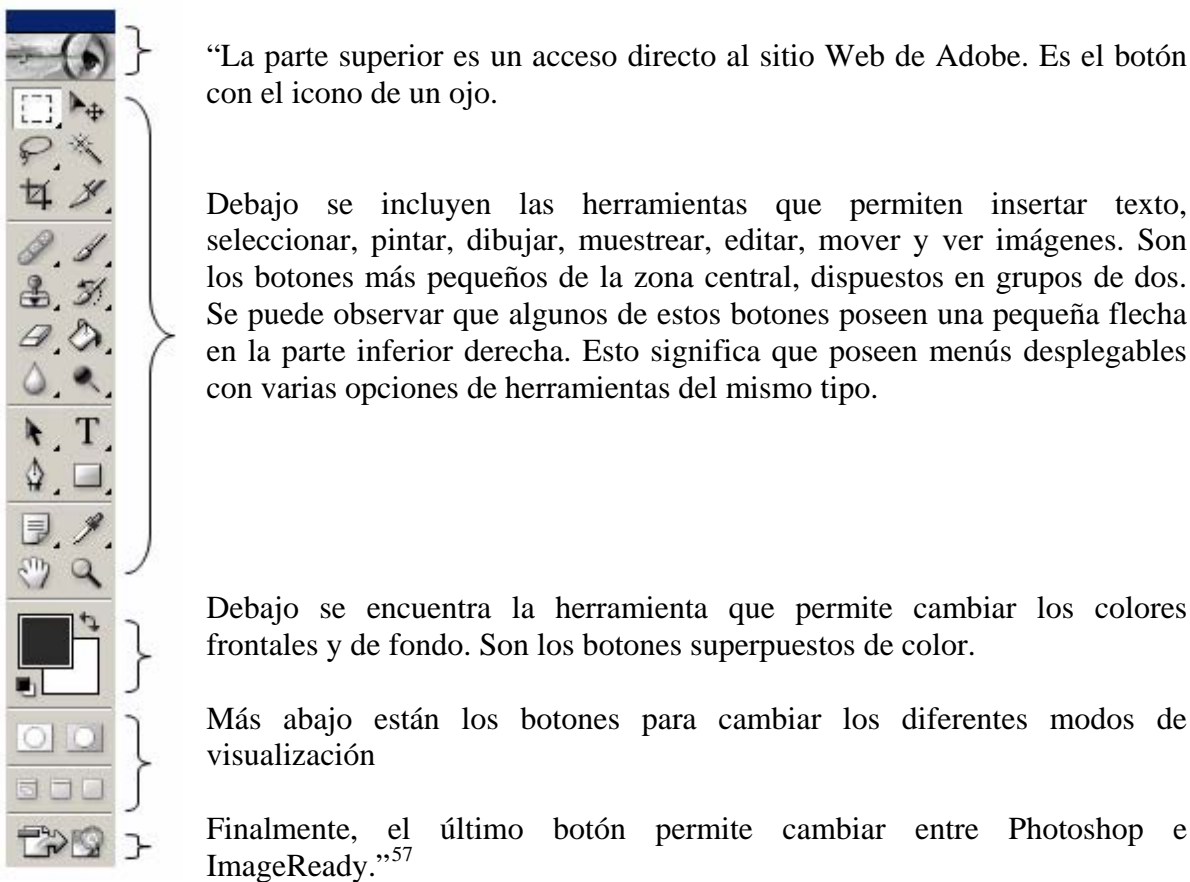 “La parte superior es un acceso directo al sitio Web de Adobe. Es el botón
con el icono de un ojo.
Debajo se incluyen las herramientas que permiten insertar texto,
seleccionar, pintar, dibujar, muestrear, editar, mover y ver imágenes. Son
los botones más pequeños de la zona central, dispuestos en grupos de dos.
Se puede observar que algunos de estos botones poseen una pequeña flecha
en la parte inferior derecha. Esto significa que poseen menús desplegables
con varias opciones de herramientas del mismo tipo.
T
Debajo se encuentra la herramienta que permite cambiar los colores
frontales y de fondo. Son los botones superpuestos de color.
Más abajo están los botones para cambiar los diferentes modos de
visualización
Finalmente, el último botón permite cambiar entre Photoshop e
ImageReady.”57